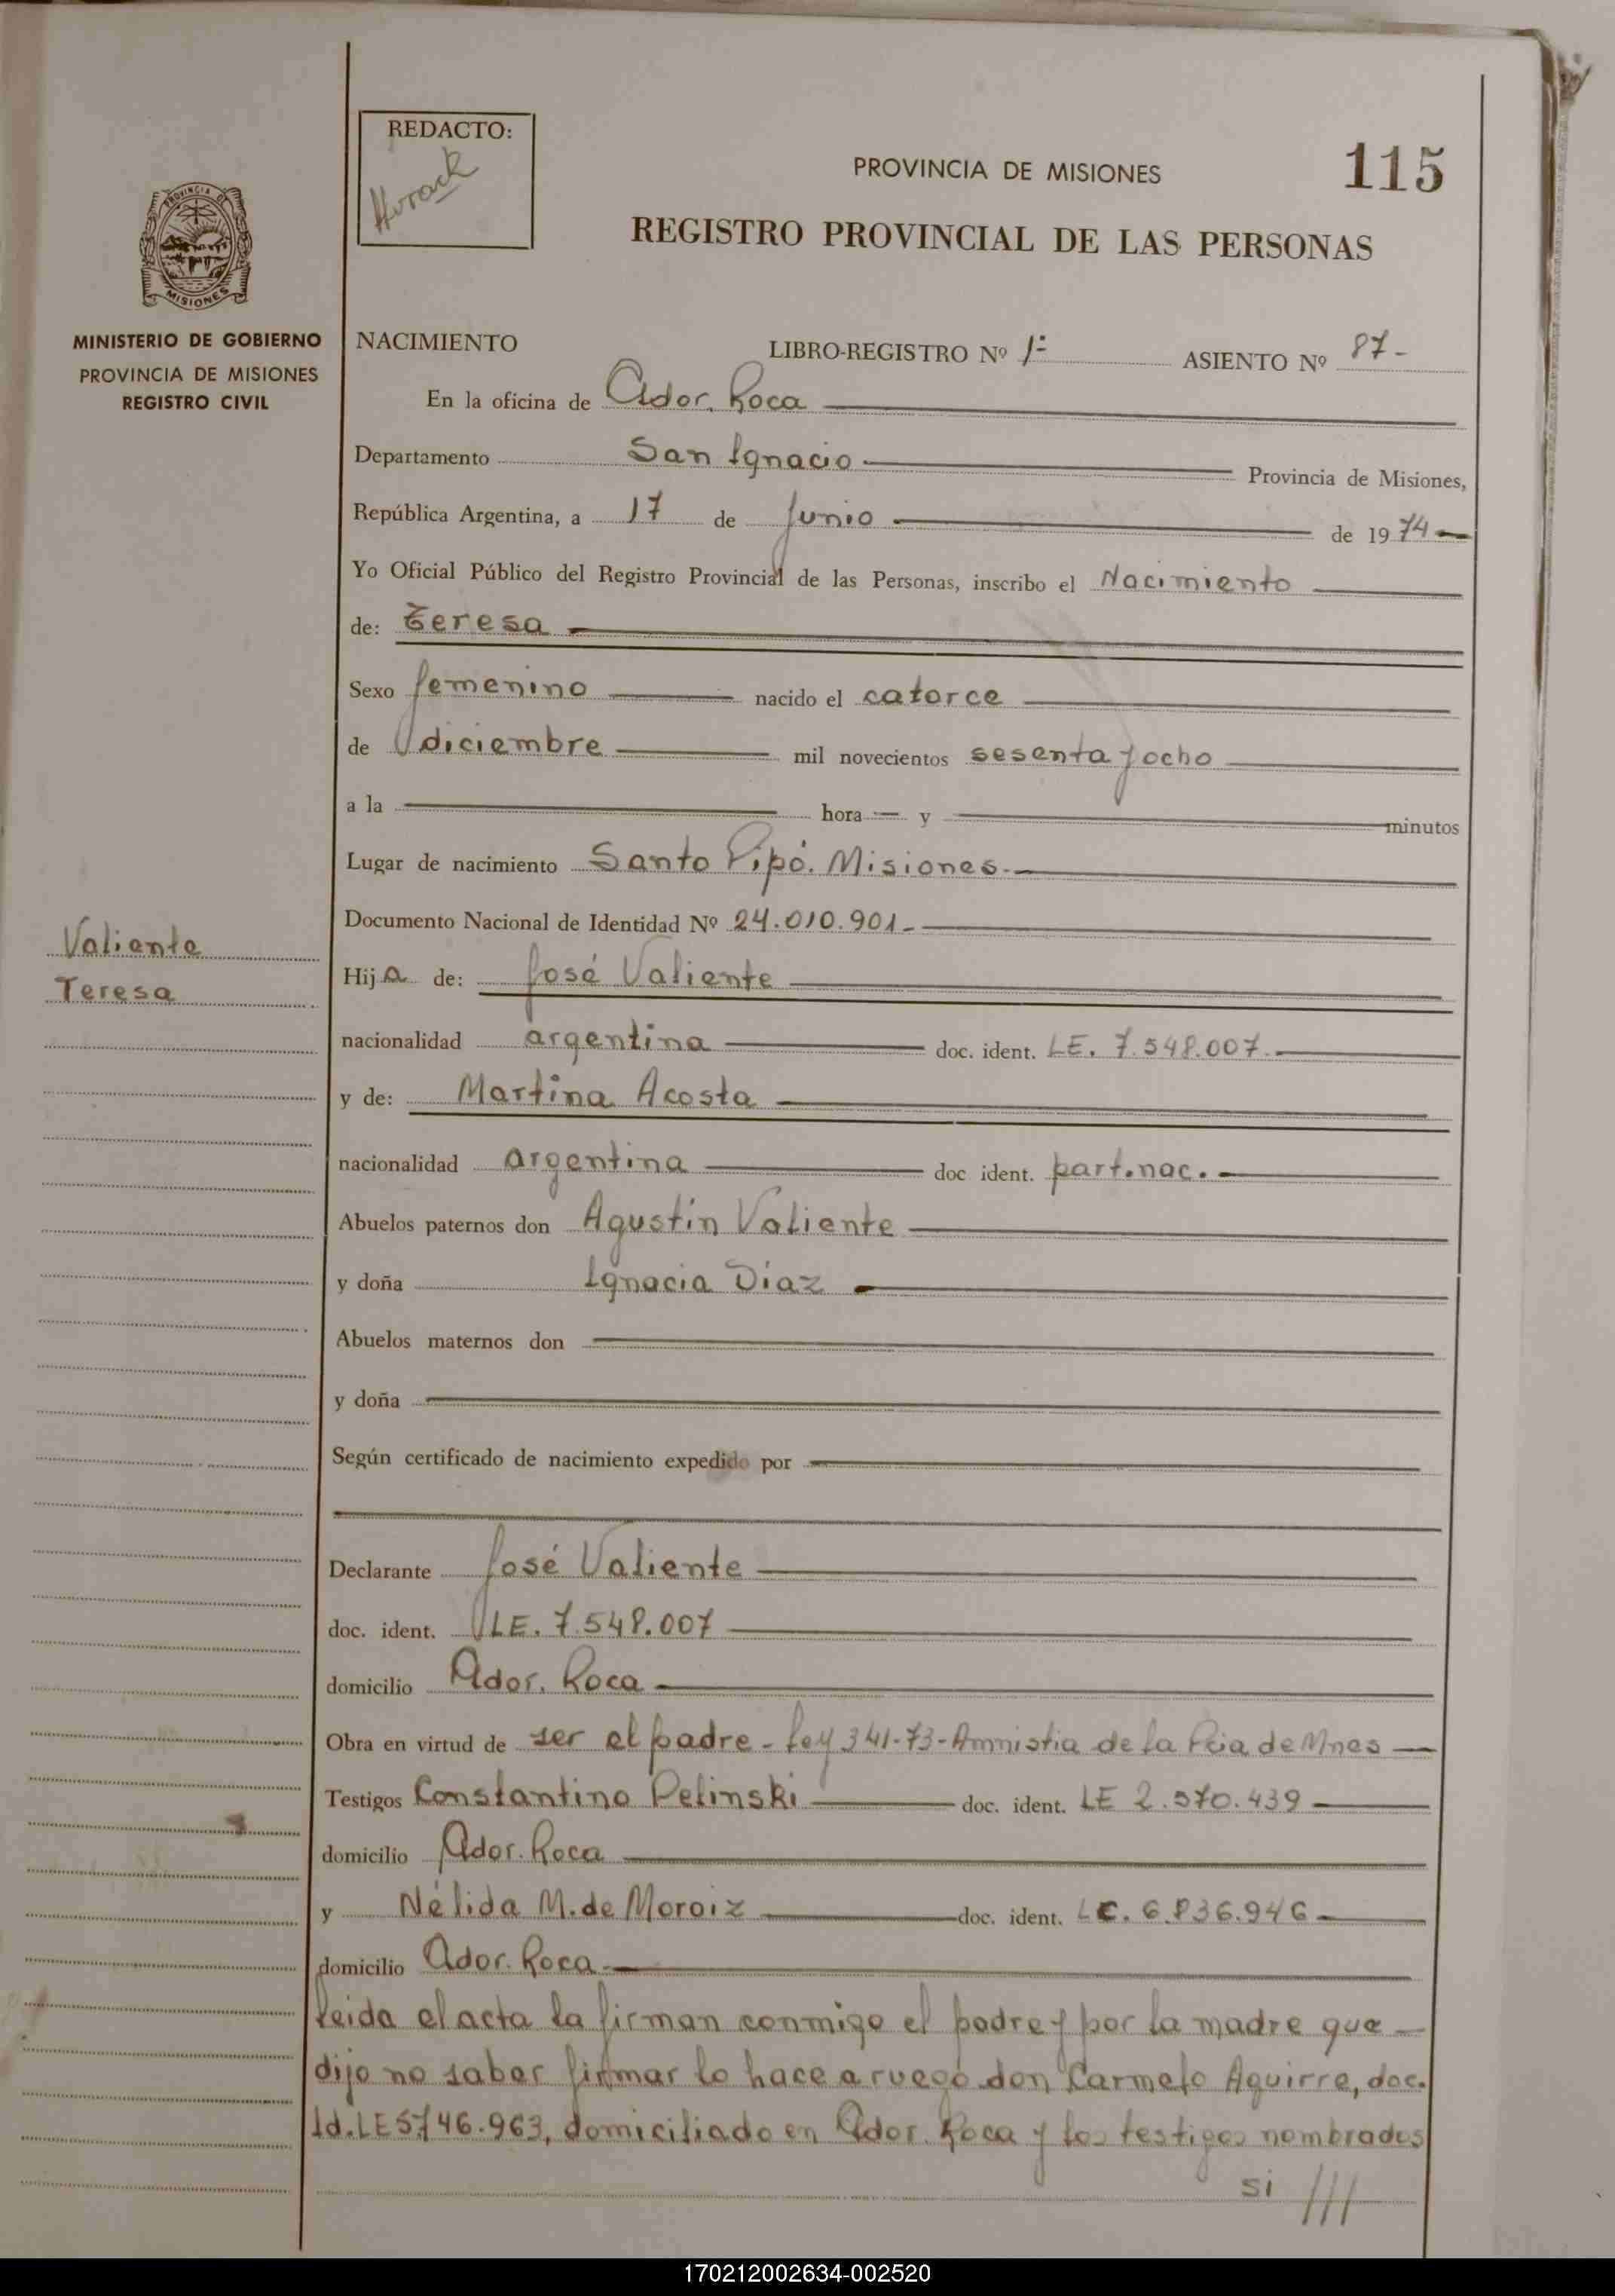 REDACTO:
Horack
PROVINCIA DE MISIONES
115
REGISTRO PROVINCIAL DE LAS PERSONAS
PROVINCIA DE
MISIONES
MINISTERIO DE GOBIERNO
PROVINCIA DE MISIONES
REGISTRO CIVIL
NACIMIENTO LIBRO-REGISTRO Nº 1º ASIENTO Nº 87-
En la oficina de Ador. Roca
Departamento San Ignacio Provincia de Misiones,
República Argentina, a 17 de Junio de 1974
Yo Oficial Público del Registro Provincial de las Personas, inscribo el Nacimiento
de: Teresa
Sexo femenino nacido el catorce
de diciembre mil novecientos sesenta y ocho
a la hora y minutos
Lugar de nacimiento Santo Pipó. Misiones.
Documento Nacional de Identidad Nº 24.010.901-
Valiente
Teresa
Hija de: José Valiente
nacionalidad argentina doc. ident. LE. 7.548.007.
y de: Martina Acosta
nacionalidad argentina doc ident. part.nac.
Abuelos paternos don Agustín Valiente
y doña Ignacia Díaz
Abuelos maternos don
y doña
Según certificado de nacimiento expedido por
Declarante José Valiente
doc. ident. LE. 7.548.007
domicilio Ador. Roca
Obra en virtud de ser el padre - Ley 341-73-Amnistia de la Pcia de Mnes
Testigos Constantino Pelinski doc. ident. LE 2.570.439
domicilio Ador. Roca
y Nélida M. de Moroiz doc. ident. LC. 6.836.946
domicilio Ador. Roca
Leida el acta la firman conmigo el padre y por la madre que
dijo no saber firmar lo hace a ruego don Carmelo Aguirre, doc.
Id. LE 5.746.963, domiciliado en Ador. Roca y los testigos nombrados
si ///
170212002634-002520